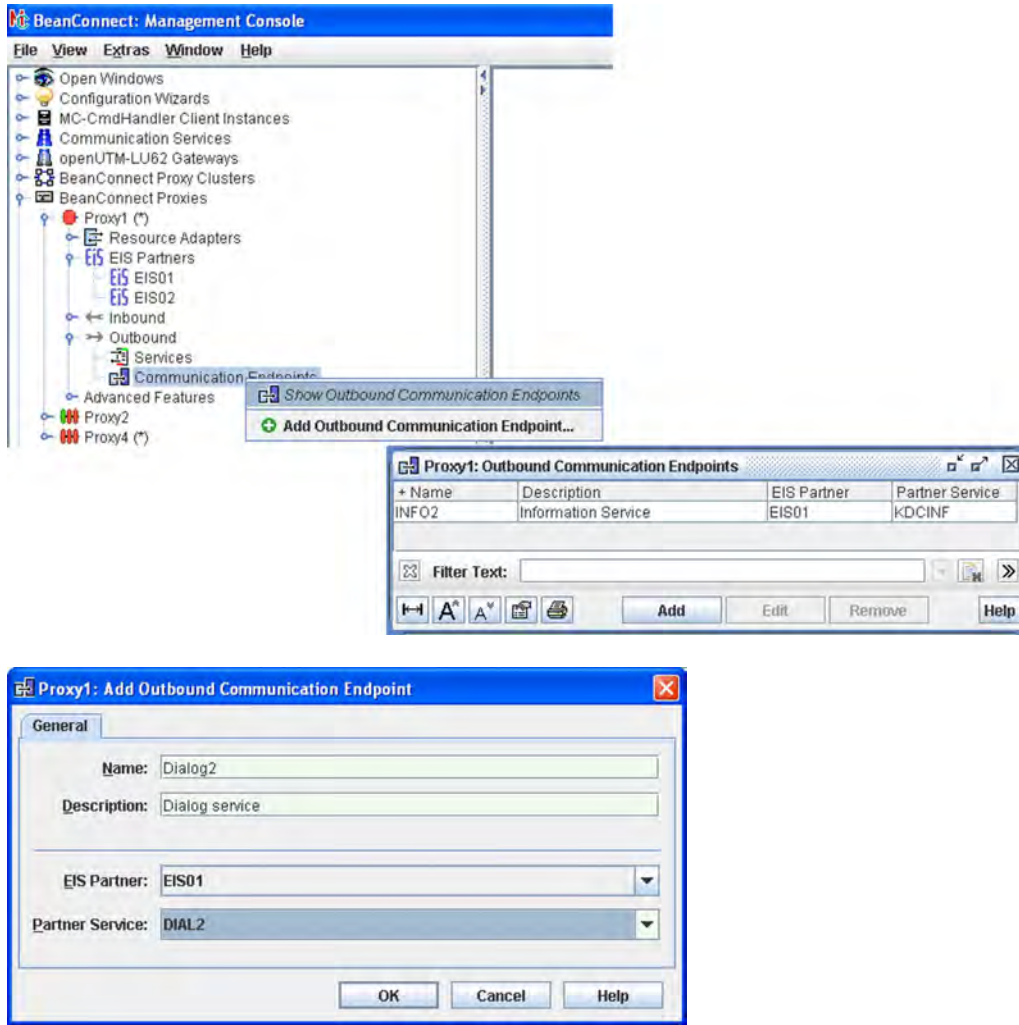 BeanConnect: Management Console
File View Extras Window Help
Open Windows
Configuration Wizards
MC-CmdHandler Client Instances
Communication Services
openUTM-LU62 Gateways
BeanConnect Proxy Clusters
BeanConnect Proxies
Proxy1 (*)
Resource Adapters
EIS Partners
EIS01
EIS02
Inbound
Outbound
Services
Communication Endpoints
Show Outbound Communication Endpoints
Advanced Features
Add Outbound Communication Endpoint...
Proxy2
Proxy4 (*)
Proxy1: Outbound Communication Endpoints
+ Name Description EIS Partner Partner Service
INFO2 Information Service EIS01 KDCINF
Filter Text:
Add Edit Remove Help
Proxy1: Add Outbound Communication Endpoint
General
Name: Dialog2
Description: Dialog service
EIS Partner: EIS01
Partner Service: DIAL2
OK Cancel Help